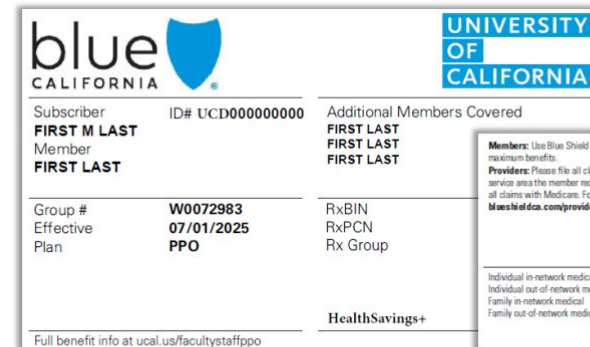 blue
CALIFORNIA
UNIVERSITY
OF
CALIFORNIA
Subscriber ID# UCD000000000
FIRST M LAST
Member
FIRST LAST
Additional Members Covered
FIRST LAST
FIRST LAST
FIRST LAST
Group # W0072983
Effective 07/01/2025
Plan PPO
RxBIN
RxPCN
Rx Group
HealthSavings+
Full benefit info at ucal.us/facultystaffppo
Members: Use Blue Shield
maximum benefits.
Providers: Please file all
service area the member
all claims with Medicare.
blueshieldca.com/provid
Individual in-network medic
Individual out-of-network m
Family in-network medical
Family out-of-network medic